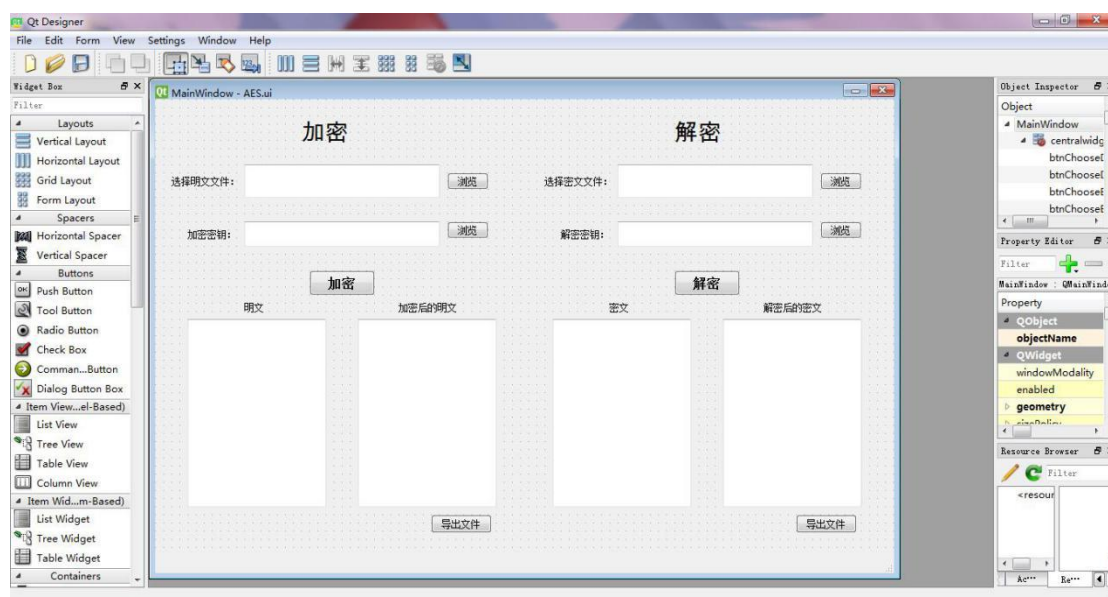 Qt Designer
File Edit Form View Settings Window Help
Widget Box
Filter
Layouts
Vertical Layout
Horizontal Layout
Grid Layout
Form Layout
Spacers
Horizontal Spacer
Vertical Spacer
Buttons
OK Push Button
Tool Button
Radio Button
Check Box
Comman...Button
Dialog Button Box
Item View...el-Based)
List View
Tree View
Table View
Column View
Item Wid...m-Based)
List Widget
Tree Widget
Table Widget
Containers
Qt MainWindow - AES.ui
加密 解密
选择明文文件: 浏览 选择密文文件: 浏览
加密密钥: 浏览 解密密钥: 浏览
加密 解密
明文 加密后的明文 密文 解密后的密文
导出文件 导出文件
Object Inspector
Object
MainWindow
centralwidg
btnChoose
btnChoose
btnChoose
btnChoose
Property Editor
Filter
MainWindow : QMainWind
Property
QObject
objectName
QWidget
windowModality
enabled
geometry
sizePolicy
Resource Browser
Filter
<resour
Ac... Re...